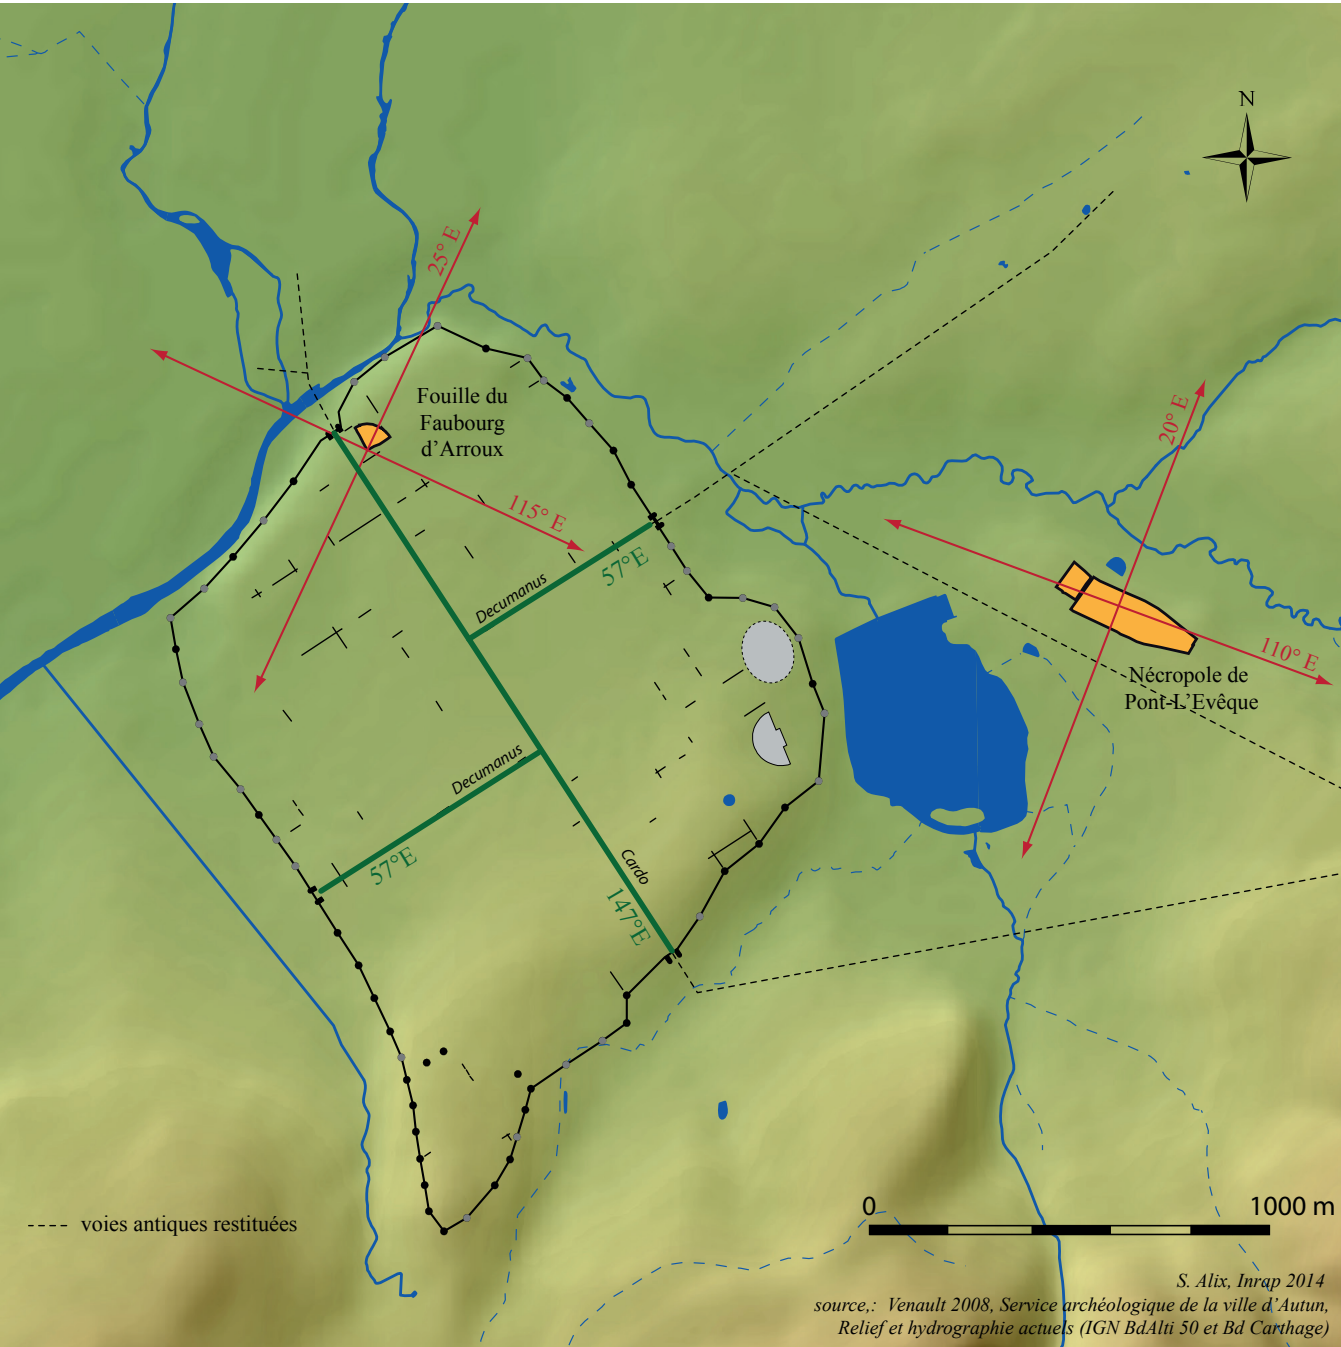 N
25° E
Fouille du
Faubourg
d'Arroux
20° E
115° E
57°E
Decumanus
110° E
Nécropole de
Pont-L'Evêque
Decumanus
57°E
Cardo
147°E
0 1000 m
voies antiques restituées
S. Alix, Inrap 2014
source,: Venault 2008, Service archéologique de la ville d'Autun,
Relief et hydrographie actuels (IGN BdAlti 50 et Bd Carthage)